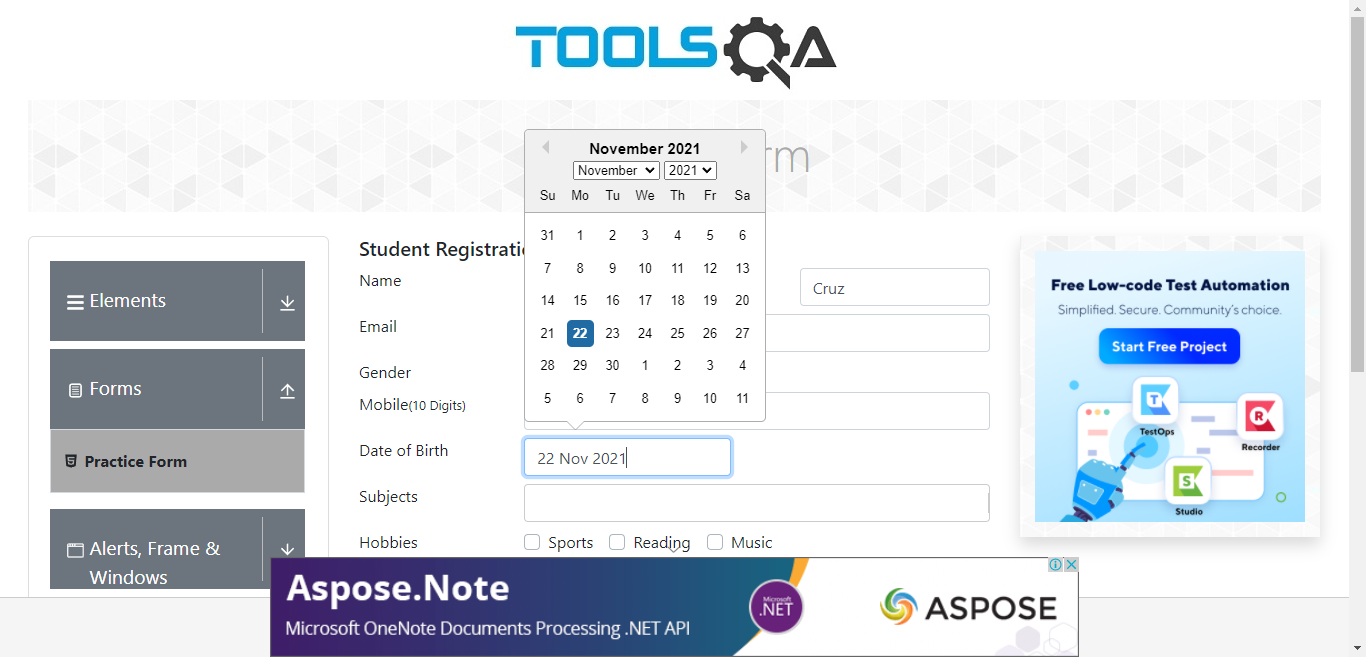 TOOLSQA
rm
November 2021
November 2021
Su Mo Tu We Th Fr Sa
31 1 2 3 4 5 6
7 8 9 10 11 12 13
14 15 16 17 18 19 20
21 22 23 24 25 26 27
28 29 30 1 2 3 4
5 6 7 8 9 10 11
Elements
Forms
Practice Form
Alerts, Frame &
Windows
Student Registrati
Name
Cruz
Email
Gender
Mobile(10 Digits)
Date of Birth
22 Nov 2021
Subjects
Hobbies
Sports Reading Music
Free Low-code Test Automation
Simplified. Secure. Community's choice.
Start Free Project
TestOps
Recorder
Studio
Aspose.Note
Microsoft OneNote Documents Processing .NET API
Microsoft
.NET
ASPOSE